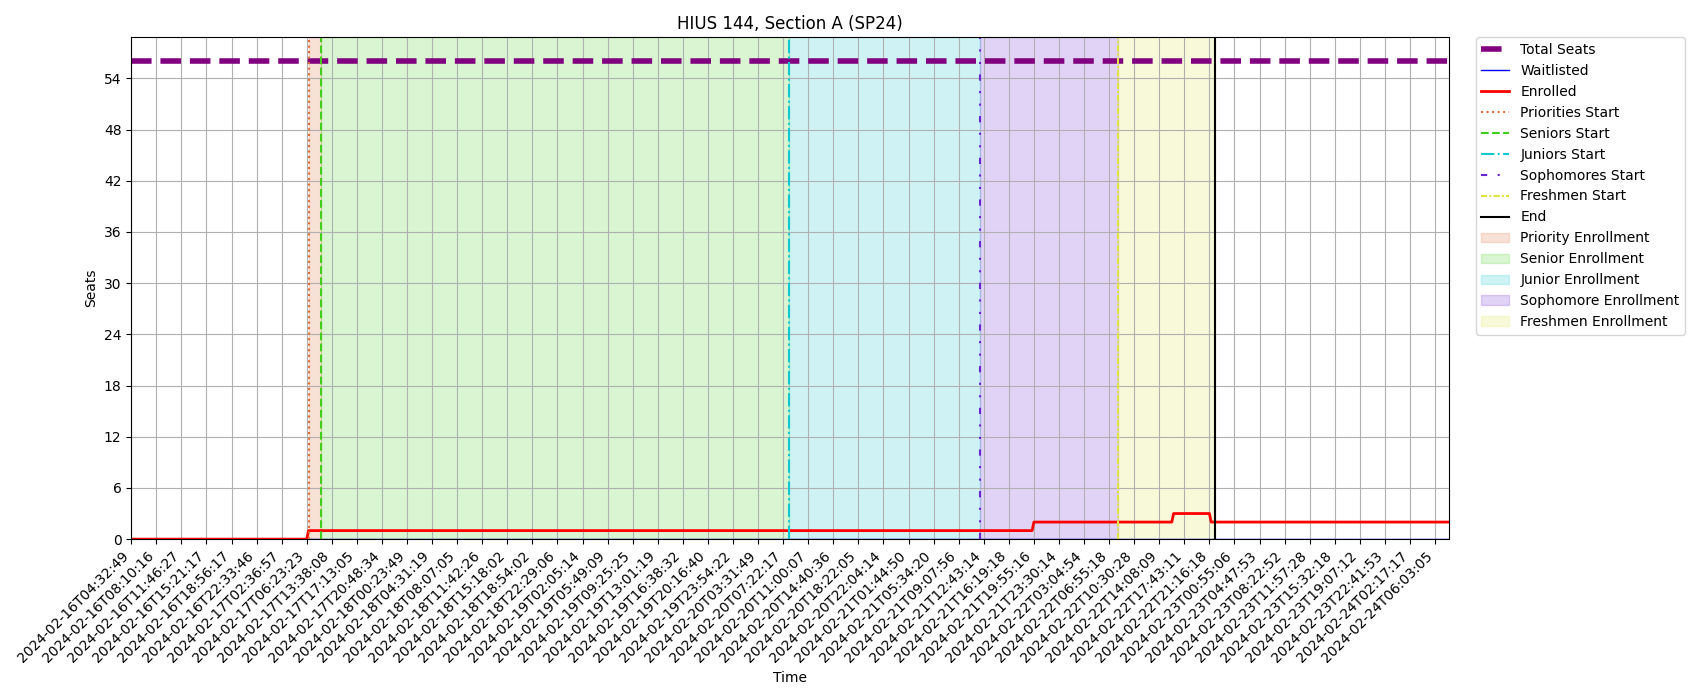 HIUS 144, Section A (SP24)
Seats
54
48
42
36
30
24
18
12
6
0
Total Seats
Waitlisted
Enrolled
Priorities Start
Seniors Start
Juniors Start
Sophomores Start
Freshmen Start
End
Priority Enrollment
Senior Enrollment
Junior Enrollment
Sophomore Enrollment
Freshmen Enrollment
2024-02-16T04:32:49
2024-02-16T08:10:16
2024-02-16T11:46:27
2024-02-16T15:21:17
2024-02-16T18:56:17
2024-02-16T22:33:46
2024-02-17T02:36:57
2024-02-17T06:23:23
2024-02-17T13:38:08
2024-02-17T17:13:05
2024-02-17T20:48:34
2024-02-18T00:23:49
2024-02-18T04:31:19
2024-02-18T08:07:05
2024-02-18T11:42:26
2024-02-18T15:18:02
2024-02-18T18:54:02
2024-02-18T22:29:06
2024-02-19T02:05:14
2024-02-19T05:49:09
2024-02-19T09:25:25
2024-02-19T13:01:19
2024-02-19T16:38:32
2024-02-19T20:16:40
2024-02-19T23:54:22
2024-02-20T03:31:49
2024-02-20T07:22:17
2024-02-20T11:00:07
2024-02-20T14:40:36
2024-02-20T18:22:05
2024-02-20T22:04:14
2024-02-21T01:44:50
2024-02-21T05:34:20
2024-02-21T09:07:56
2024-02-21T12:43:14
2024-02-21T16:19:18
2024-02-21T19:55:16
2024-02-21T23:30:14
2024-02-22T03:04:54
2024-02-22T06:55:18
2024-02-22T10:30:28
2024-02-22T14:08:09
2024-02-22T17:43:11
2024-02-22T21:16:18
2024-02-23T00:55:06
2024-02-23T04:47:53
2024-02-23T08:22:52
2024-02-23T11:57:28
2024-02-23T15:32:18
2024-02-23T19:07:12
2024-02-23T22:41:53
2024-02-24T02:17:17
2024-02-24T06:03:05
Time